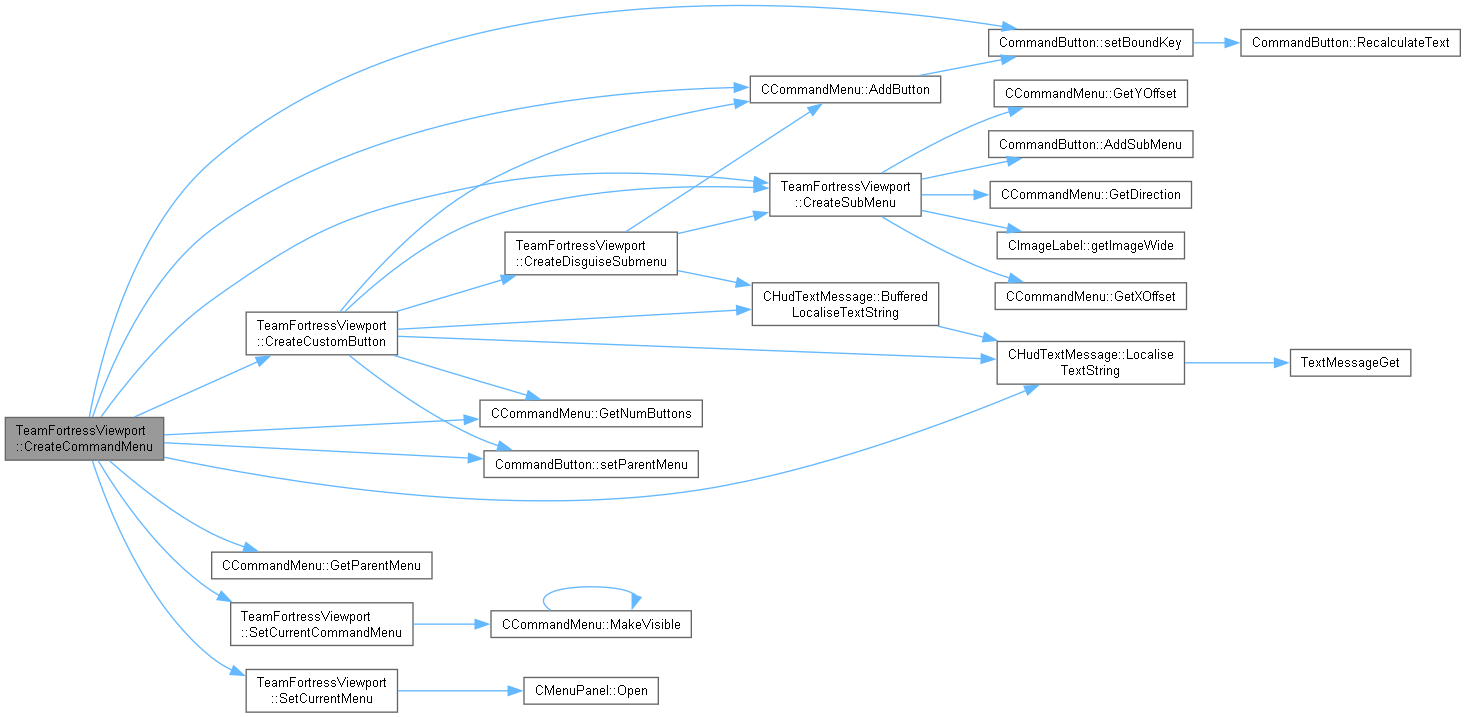 CommandButton::setBoundKey
CommandButton::RecalculateText
CCommandMenu::AddButton
CCommandMenu::GetYOffset
CommandButton::AddSubMenu
TeamFortressViewport
::CreateSubMenu
CCommandMenu::GetDirection
TeamFortressViewport
::CreateDisguiseSubmenu
CImageLabel::getImageWide
CHudTextMessage::Buffered
LocaliseTextString
CCommandMenu::GetXOffset
TeamFortressViewport
::CreateCustomButton
CHudTextMessage::Localise
TextString
TextMessageGet
CCommandMenu::GetNumButtons
TeamFortressViewport
::CreateCommandMenu
CommandButton::setParentMenu
CCommandMenu::GetParentMenu
TeamFortressViewport
::SetCurrentCommandMenu
CCommandMenu::MakeVisible
TeamFortressViewport
::SetCurrentMenu
CMenuPanel::Open